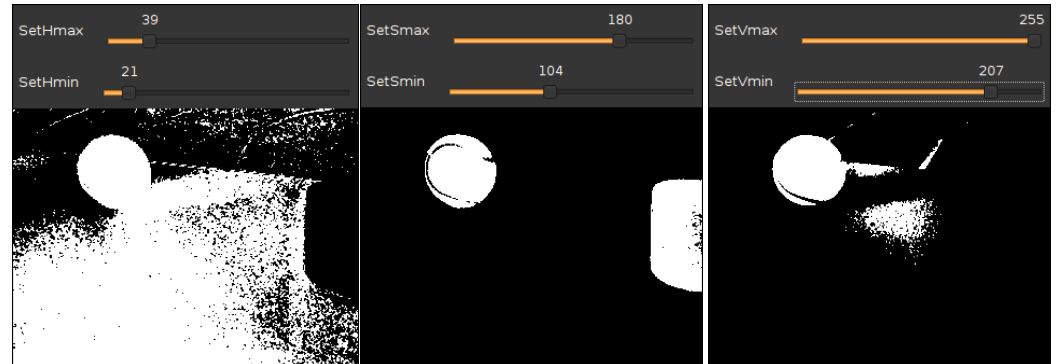 39
SetHmax
21
SetHmin
180
SetSmax
104
SetSmin
255
SetVmax
207
SetVmin